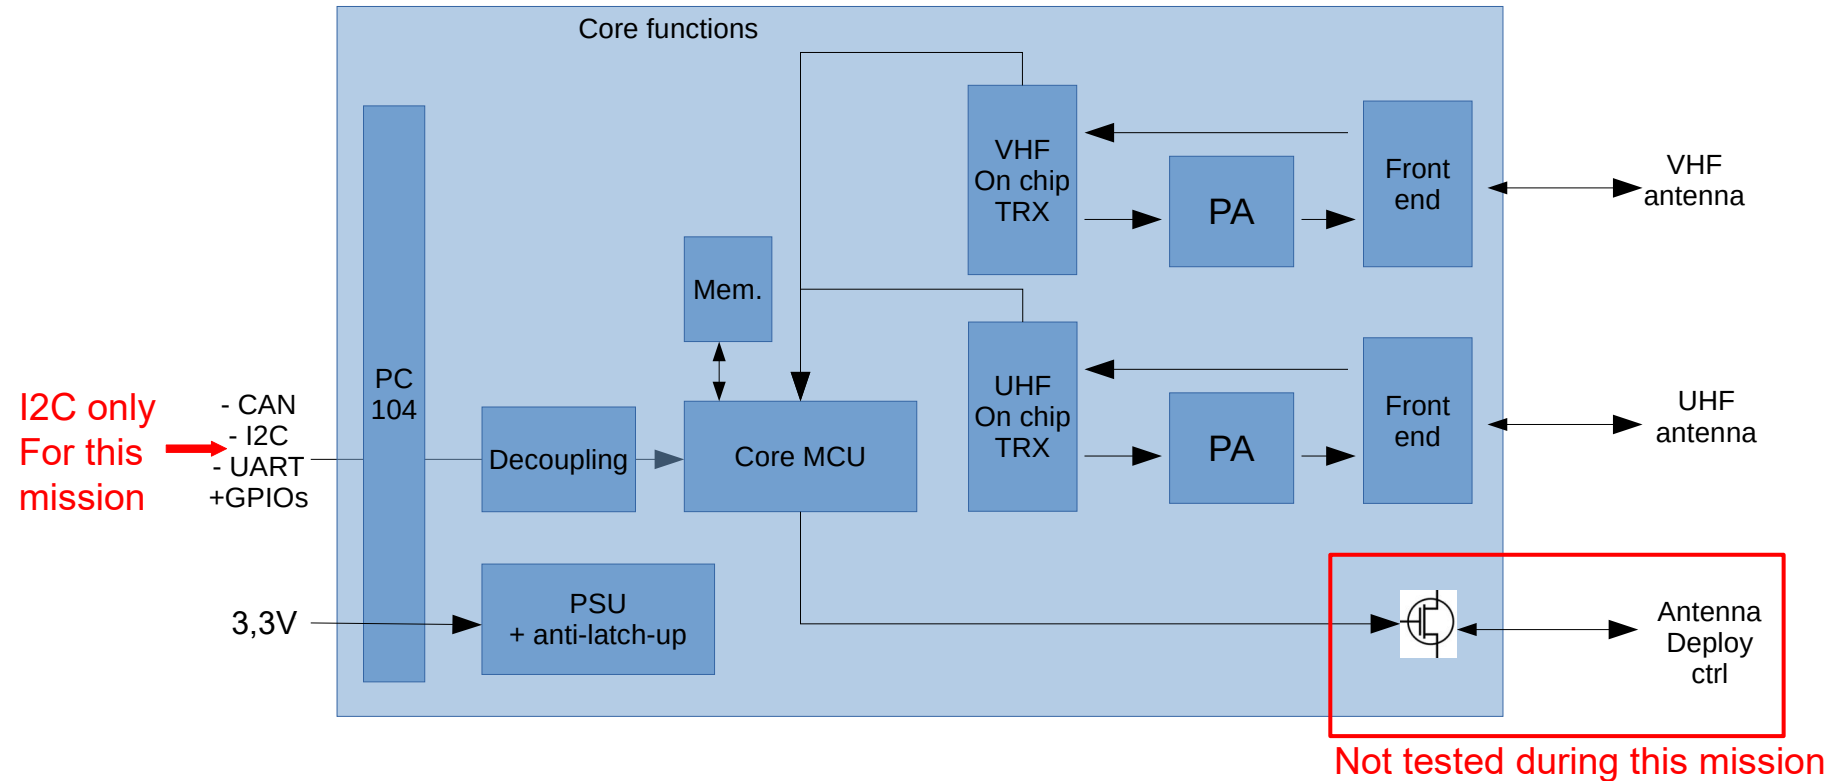 Core functions
VHF
On chip
TRX
PA
Front
end
VHF
antenna
Mem.
PC
104
I2C only
For this
mission
- CAN
- I2C
- UART
+GPIOs
Decoupling
Core MCU
UHF
On chip
TRX
PA
Front
end
UHF
antenna
3,3V
PSU
+ anti-latch-up
Antenna
Deploy
ctrl
Not tested during this mission